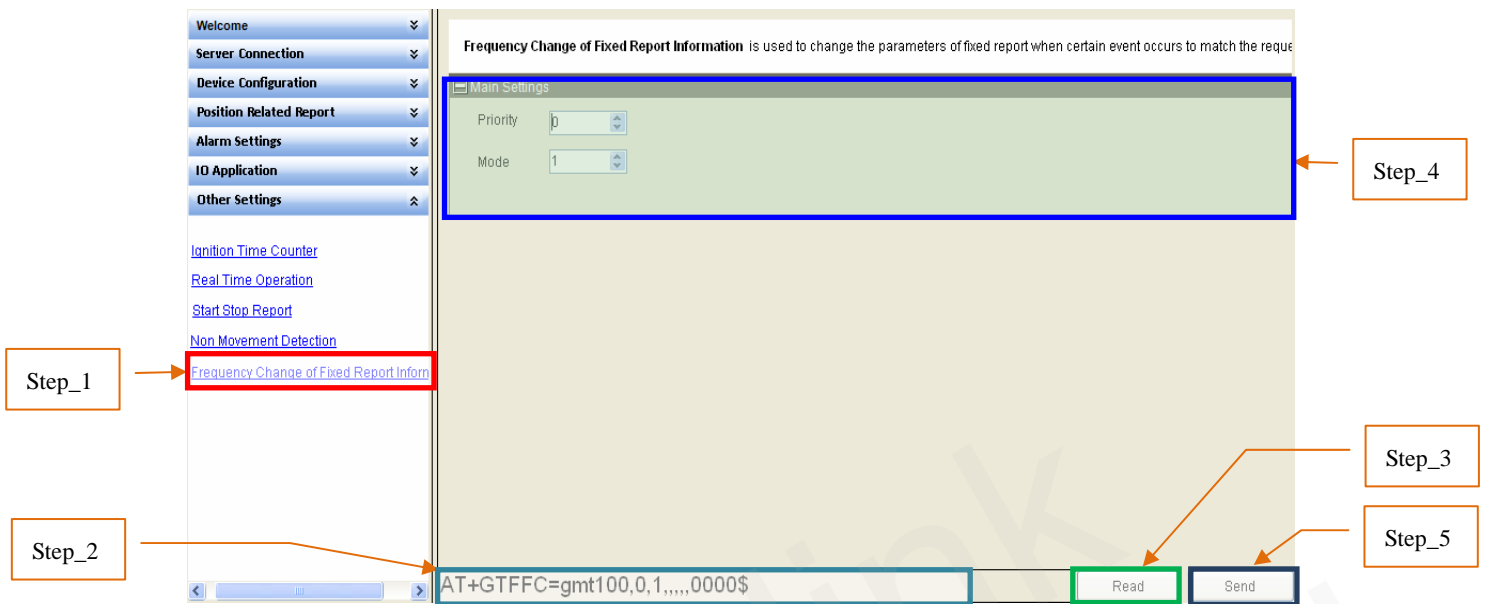 Welcome
Server Connection
Device Configuration
Position Related Report
Alarm Settings
IO Application
Other Settings
Ignition Time Counter
Real Time Operation
Start Stop Report
Non Movement Detection
Frequency Change of Fixed Report Inforn
Frequency Change of Fixed Report Information is used to change the parameters of fixed report when certain event occurs to match the reque
Main Settings
Priority 0
Mode 1
Step_4
Step_1
Step_3
Step_5
Step_2
AT+GTFFC=gmt100,0,1,,,,,0000$
Read
Send